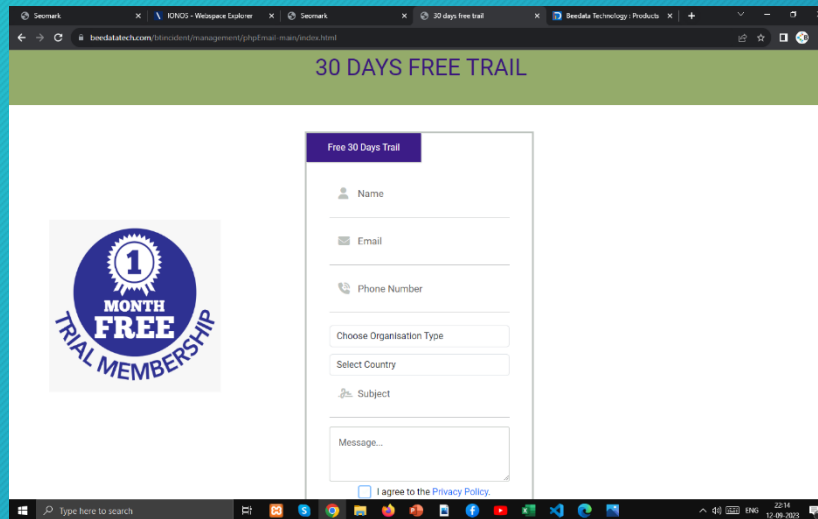 Seomark
IONOS - Webspace Explorer
Seomark
30 days free trail
Beedata Technology : Products
beedatatech.com/btincident/management/phpEmail-main/index.html
30 DAYS FREE TRAIL
Free 30 Days Trail
Name
Email
Phone Number
Choose Organisation Type
Select Country
Subject
Message...
I agree to the Privacy Policy.
1
MONTH
FREE
TRIAL MEMBERSHIP
Type here to search
ENG
22:14
12-09-2023